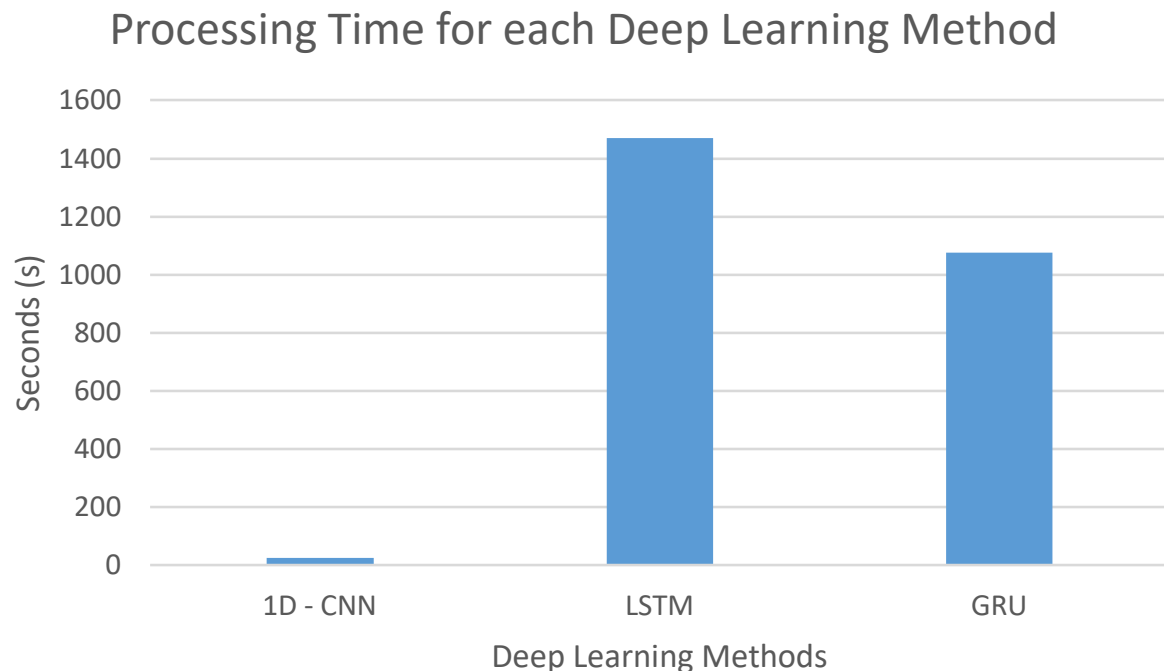 Processing Time for each Deep Learning Method
1600
1400
1200
1000
800
600
400
200
0
Seconds (s)
1D - CNN
LSTM
GRU
Deep Learning Methods